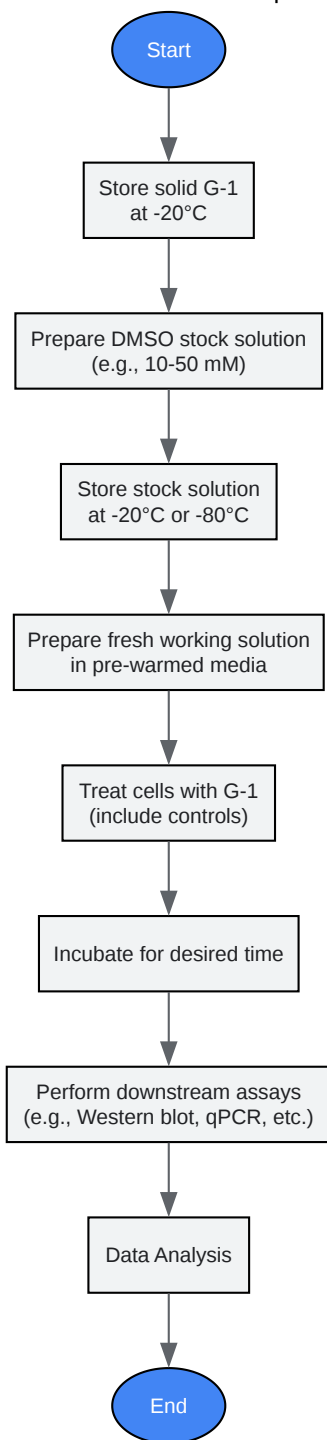 Start
Store solid G-1
at -20°C
Prepare DMSO stock solution
(e.g., 10-50 mM)
Store stock solution
at -20°C or -80°C
Prepare fresh working solution
in pre-warmed media
Treat cells with G-1
(include controls)
Incubate for desired time
Perform downstream assays
(e.g., Western blot, qPCR, etc.)
Data Analysis
End